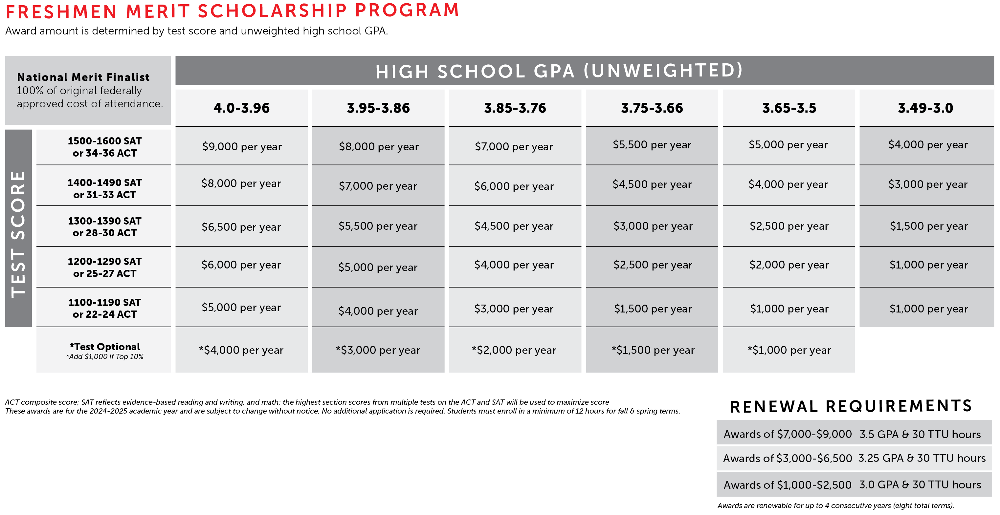 FRESHMEN MERIT SCHOLARSHIP PROGRAM
Award amount is determined by test score and unweighted high school GPA.
National Merit Finalist
100% of original federally
approved cost of attendance.
HIGH SCHOOL GPA (UNWEIGHTED)
4.0-3.96 3.95-3.86 3.85-3.76 3.75-3.66 3.65-3.5 3.49-3.0
TEST SCORE
1500-1600 SAT
or 34-36 ACT
$9,000 per year $8,000 per year $7,000 per year $5,500 per year $5,000 per year $4,000 per year
1400-1490 SAT
or 31-33 ACT
$8,000 per year $7,000 per year $6,000 per year $4,500 per year $4,000 per year $3,000 per year
1300-1390 SAT
or 28-30 ACT
$6,500 per year $5,500 per year $4,500 per year $3,000 per year $2,500 per year $1,500 per year
1200-1290 SAT
or 25-27 ACT
$6,000 per year $5,000 per year $4,000 per year $2,500 per year $2,000 per year $1,000 per year
1100-1190 SAT
or 22-24 ACT
$5,000 per year $4,000 per year $3,000 per year $1,500 per year $1,000 per year $1,000 per year
*Test Optional
*Add $1,000 if Top 10%
*$4,000 per year *$3,000 per year *$2,000 per year *$1,500 per year *$1,000 per year
ACT composite score; SAT reflects evidence-based reading and writing, and math; the highest section scores from multiple tests on the ACT and SAT will be used to maximize score
These awards are for the 2024-2025 academic year and are subject to change without notice. No additional application is required. Students must enroll in a minimum of 12 hours for fall & spring terms.
RENEWAL REQUIREMENTS
Awards of $7,000-$9,000 3.5 GPA & 30 TTU hours
Awards of $3,000-$6,500 3.25 GPA & 30 TTU hours
Awards of $1,000-$2,500 3.0 GPA & 30 TTU hours
Awards are renewable for up to 4 consecutive years (eight total terms).